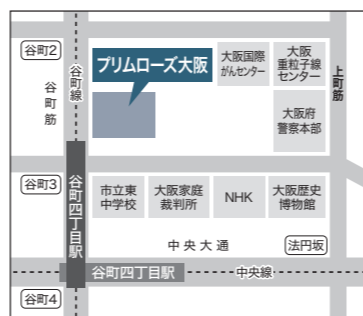 谷町2
谷町線
谷町筋
プリムローズ大阪
大阪国際
がんセンター
大阪
重粒子線
センター
上町筋
大阪府
警察本部
谷町3
谷町四丁目駅
市立東
中学校
大阪家庭
裁判所
NHK
大阪歴史
博物館
中央大通
法円坂
谷町四丁目駅
中央線
谷町4